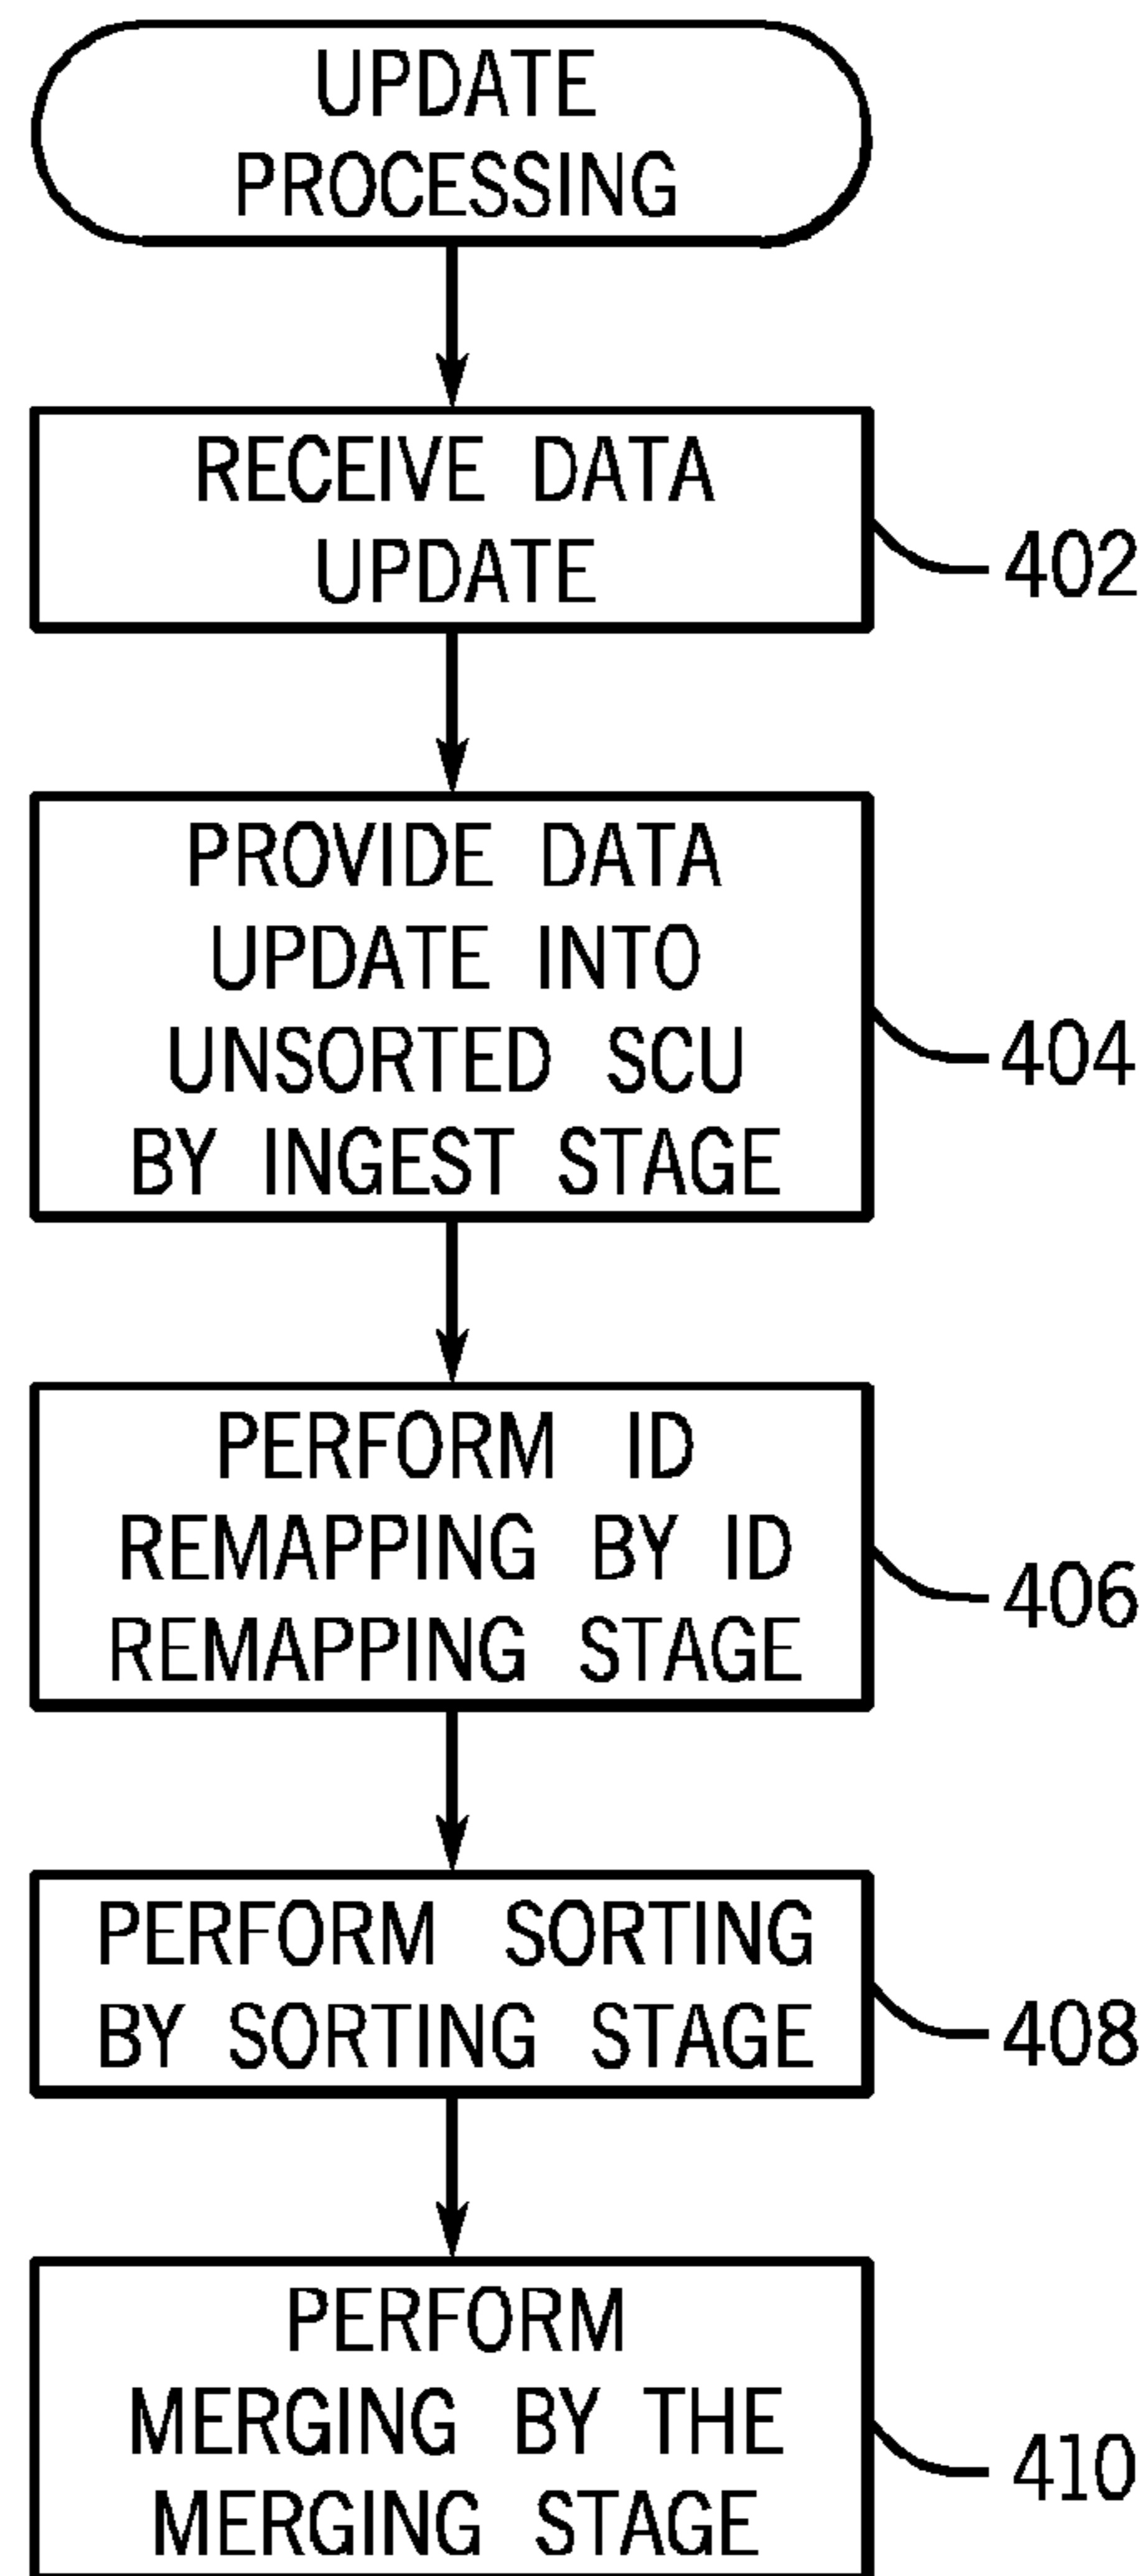 UPDATE
PROCESSING
RECEIVE DATA
UPDATE
402
PROVIDE DATA
UPDATE INTO
UNSORTED SCU
BY INGEST STAGE
404
PERFORM ID
REMAPPING BY ID
REMAPPING STAGE
406
PERFORM SORTING
BY SORTING STAGE
408
PERFORM
MERGING BY THE
MERGING STAGE
410